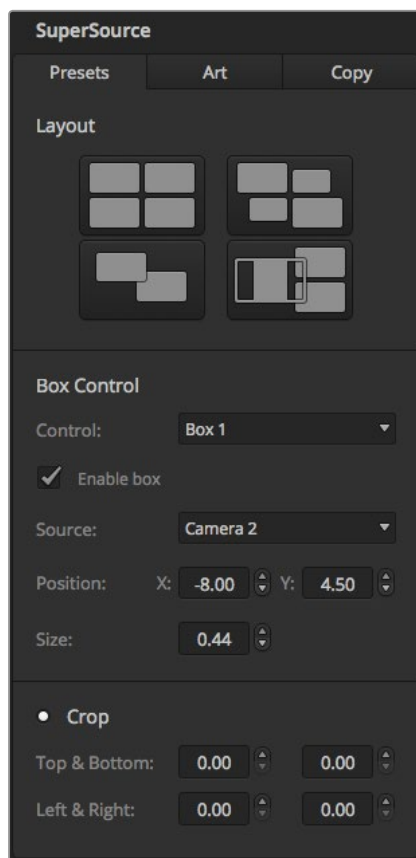 SuperSource
Presets Art Copy
Layout
Box Control
Control: Box 1
Enable box
Source: Camera 2
Position: X: -8.00 Y: 4.50
Size: 0.44
Crop
Top & Bottom: 0.00 0.00
Left & Right: 0.00 0.00